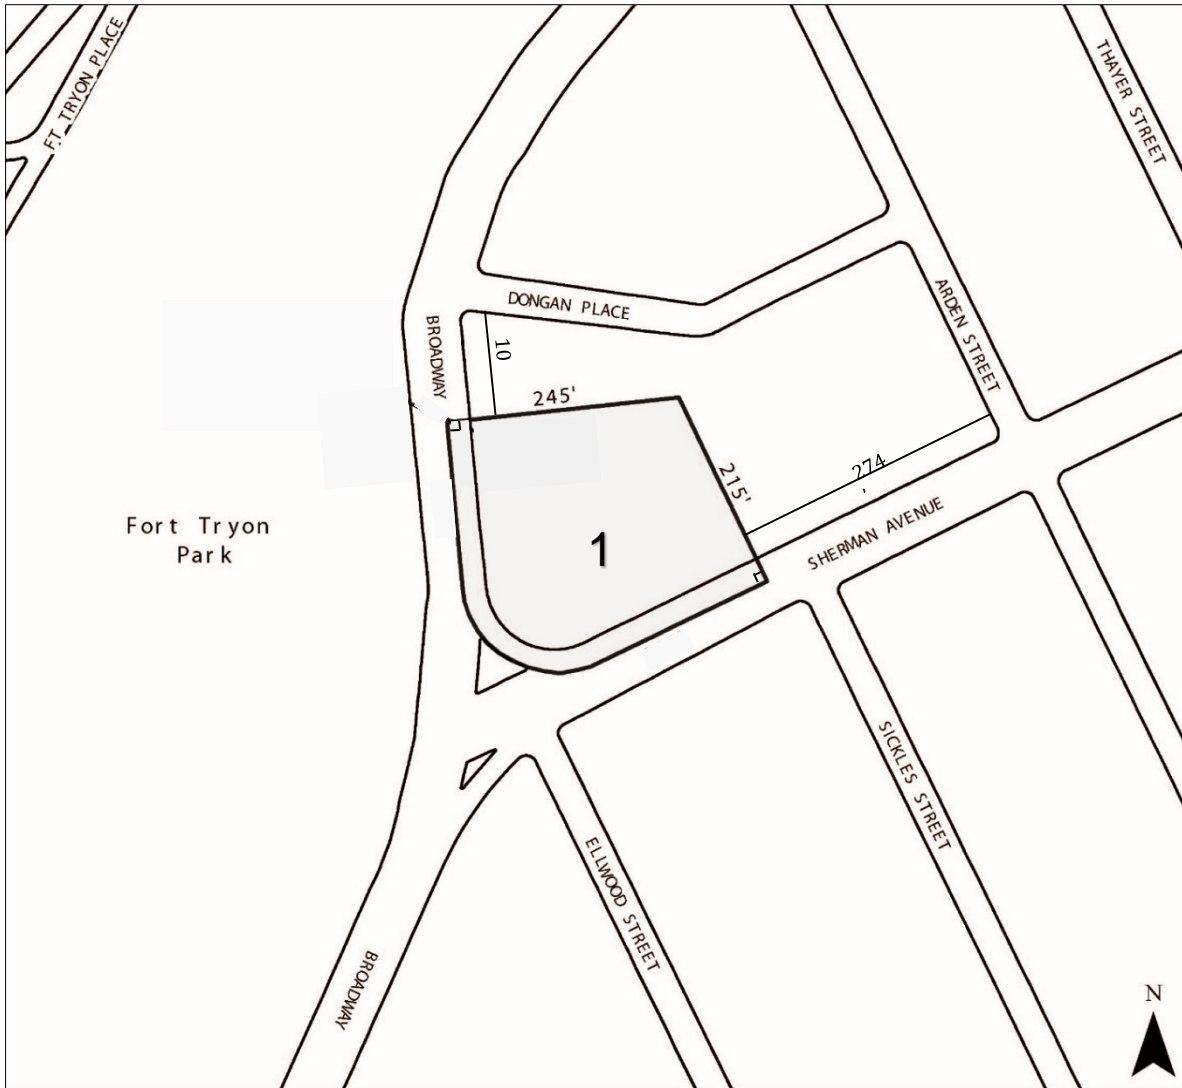 FT TRYON PLACE
THAYER STREET
DONGAN PLACE
BROADWAY
ARDEN STREET
10
245'
215'
274
'
Fort Tryon
Park
1
SHERMAN AVENUE
SICKLES STREET
ELLWOOD STREET
BROADWAY
N